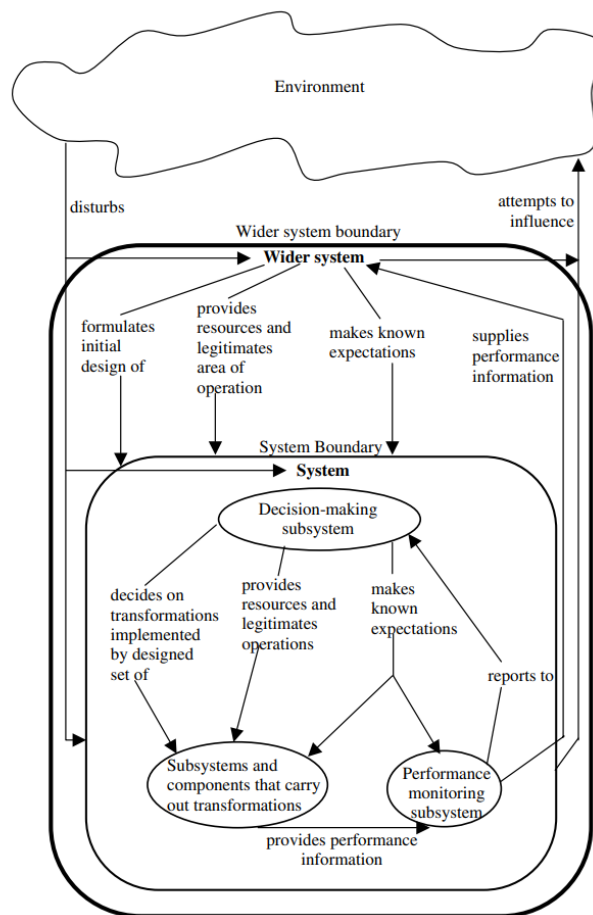 Environment
disturbs
attempts to
influence
Wider system boundary
Wider system
formulates
initial
design of
provides
resources and
legitimates
area of
operation
makes known
expectations
supplies
performance
information
System Boundary
System
Decision-making
subsystem
decides on
transformations
implemented
by designed
set of
provides
resources and
legitimates
operations
makes
known
expectations
reports to
Subsystems and
components that carry
out transformations
Performance
monitoring
subsystem
provides performance
information